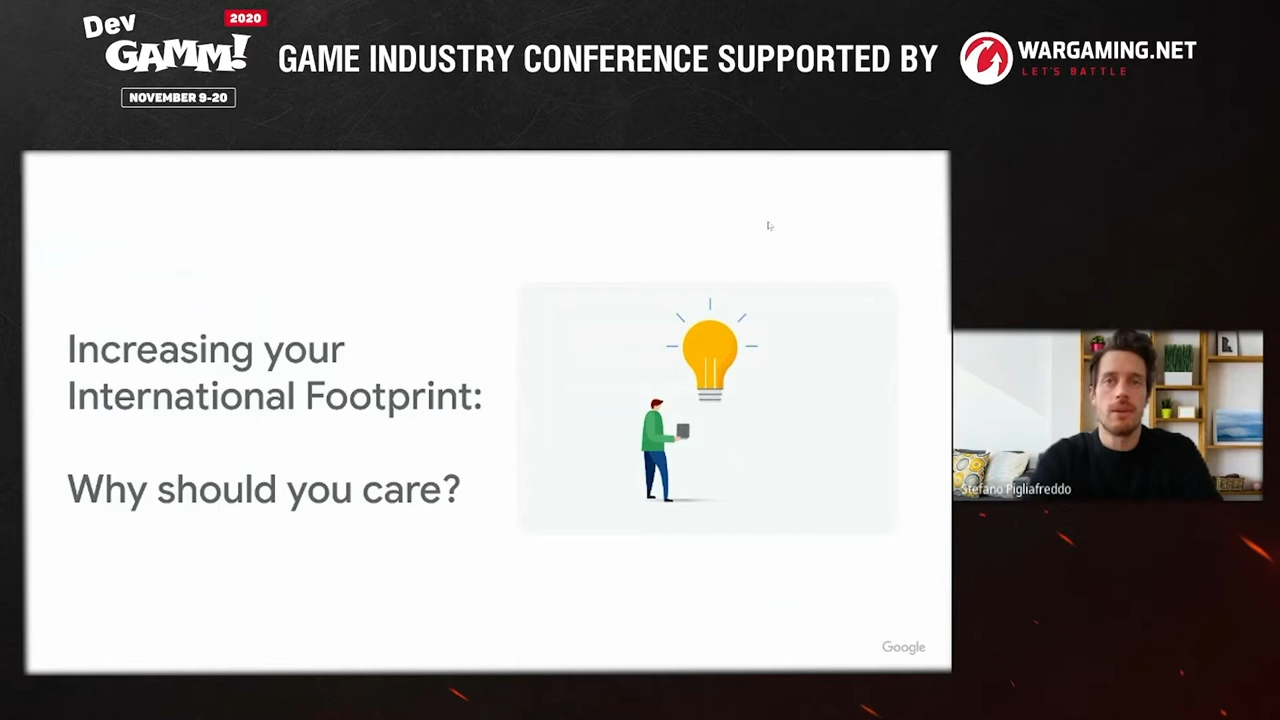 Dev
GAMM!
2020
NOVEMBER 9-20
GAME INDUSTRY CONFERENCE SUPPORTED BY
WARGAMING.NET
LET'S BATTLE
Increasing your
International Footprint:
Why should you care?
Google
Stefano Pigliafreddo